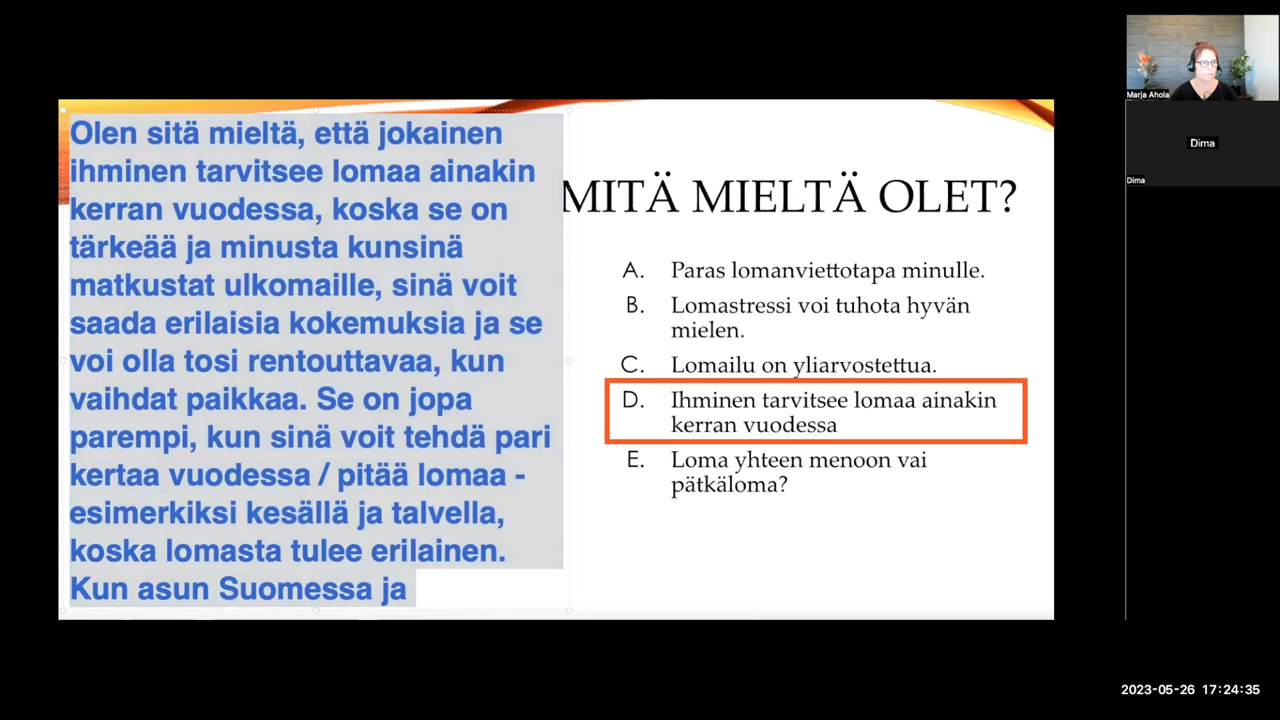 Olen sitä mieltä, että jokainen
ihminen tarvitsee lomaa ainakin
kerran vuodessa, koska se on
tärkeää ja minusta kunsinä
matkustat ulkomaille, sinä voit
saada erilaisia kokemuksia ja se
voi olla tosi rentouttavaa, kun
vaihdat paikkaa. Se on jopa
parempi, kun sinä voit tehdä pari
kertaa vuodessa / pitää lomaa -
esimerkiksi kesällä ja talvella,
koska lomasta tulee erilainen.
Kun asun Suomessa ja
MITÄ MIELTÄ OLET?
A. Paras lomanviettotapa minulle.
B. Lomastressi voi tuhota hyvän
mielen.
C. Lomailu on yliarvostettua.
D. Ihminen tarvitsee lomaa ainakin
kerran vuodessa
E. Loma yhteen menoon vai
pätkäloma?
Marja Ahola
Dima
Dima
2023-05-26 17:24:35